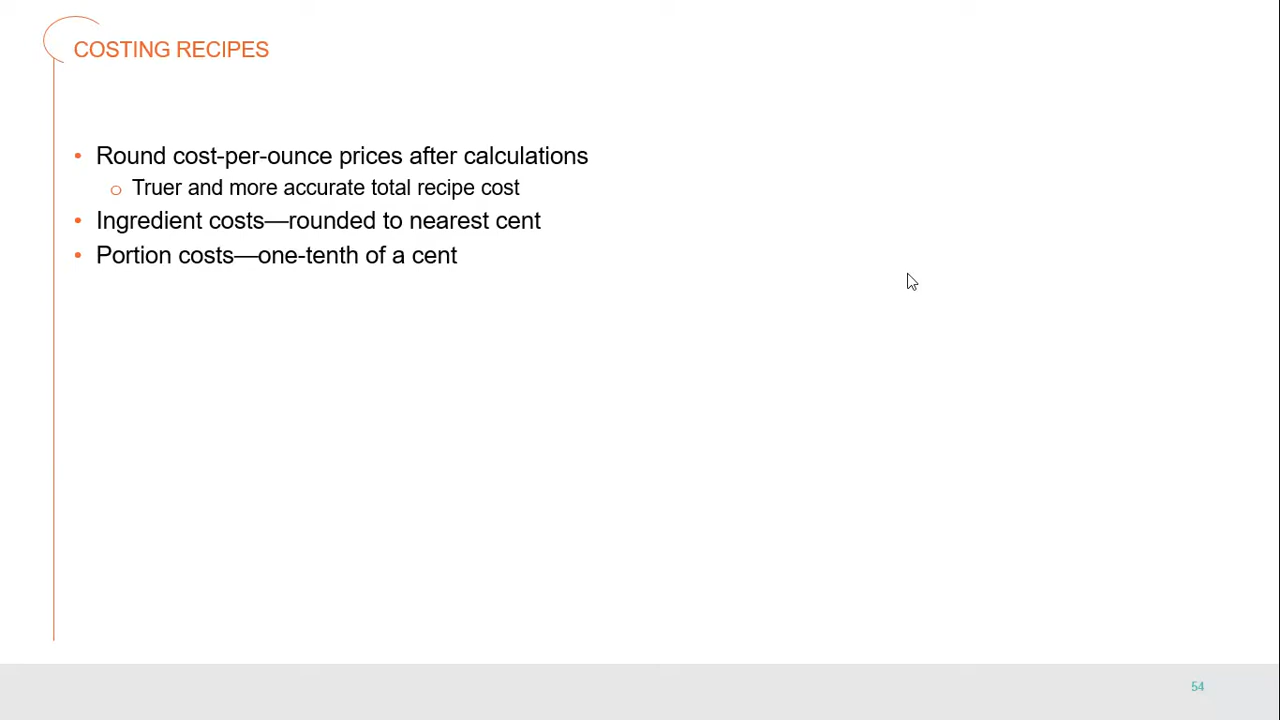 COSTING RECIPES
• Round cost-per-ounce prices after calculations
o Truer and more accurate total recipe cost
• Ingredient costs—rounded to nearest cent
• Portion costs—one-tenth of a cent
54